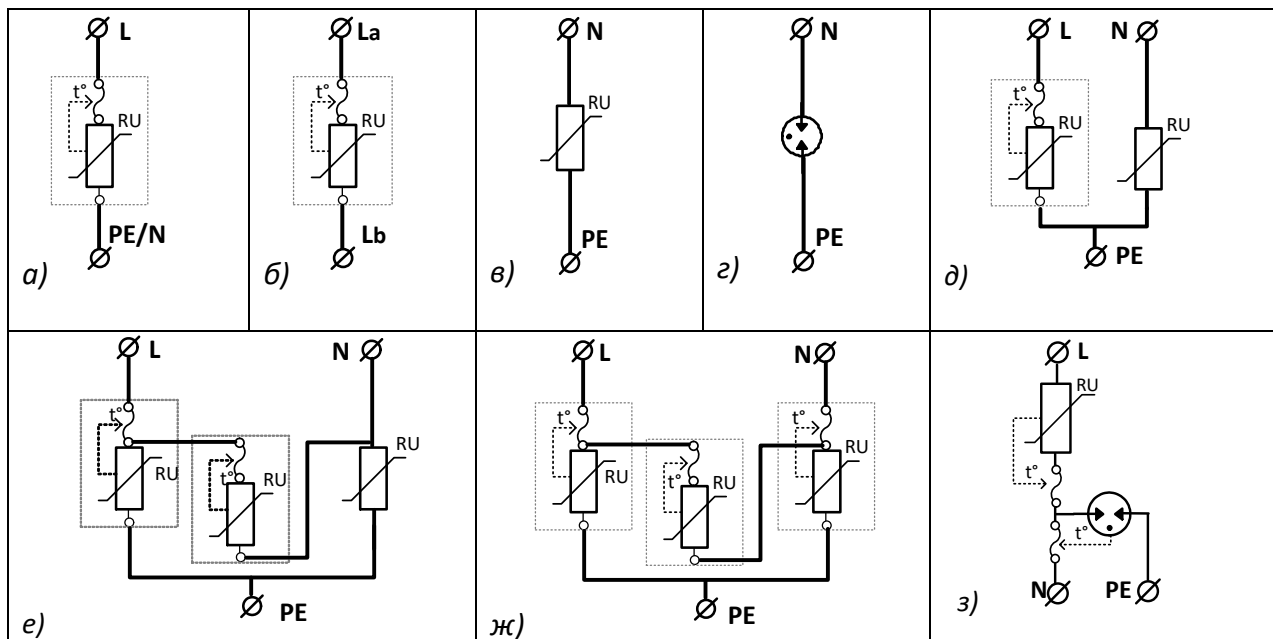 L
t°
RU
PE/N
а)
La
t°
RU
Lb
б)
N
RU
PE
в)
N
PE
г)
L N
t°
RU RU
PE
д)
L N
t°
RU
t°
RU
RU
PE
е)
L N
t°
RU
t°
RU
t°
RU
PE
ж)
L
RU
t°
t°
N PE
з)